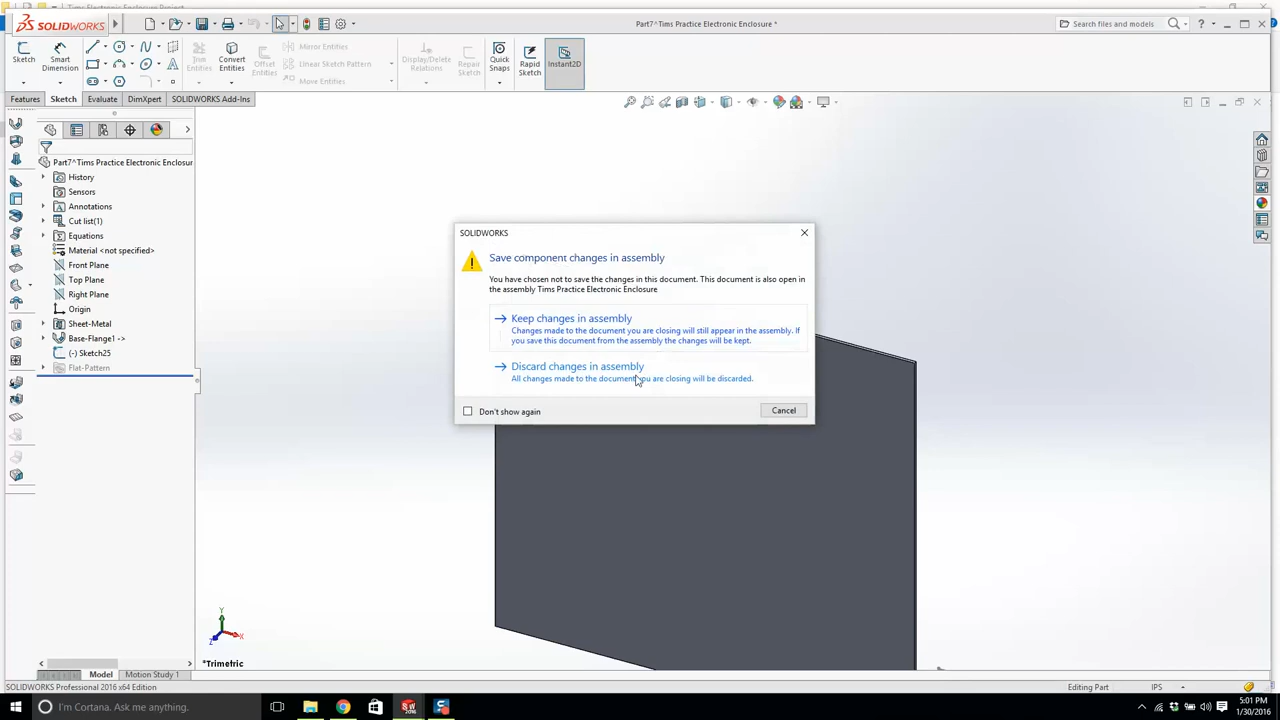 SOLIDWORKS
Part7^Tims Practice Electronic Enclosure *
Search files and models
Sketch
Smart Dimension
Trim Entities
Convert Entities
Offset Entities
Mirror Entities
Linear Sketch Pattern
Move Entities
Display/Delete Relations
Repair Sketch
Quick Snaps
Rapid Sketch
Instant2D
Features
Sketch
Evaluate
DimXpert
SOLIDWORKS Add-Ins
Part7^Tims Practice Electronic Enclosur
History
Sensors
Annotations
Cut list(1)
Equations
Material <not specified>
Front Plane
Top Plane
Right Plane
Origin
Sheet-Metal
Base-Flange1 ->
(-) Sketch25
Flat-Pattern
SOLIDWORKS
Save component changes in assembly
You have chosen not to save the changes in this document. This document is also open in
the assembly Tims Practice Electronic Enclosure
Keep changes in assembly
Changes made to the document you are closing will still appear in the assembly. If
you save this document from the assembly the changes will be kept.
Discard changes in assembly
All changes made to the document you are closing will be discarded.
Don't show again
Cancel
Y
X
Z
*Trimetric
Model
Motion Study 1
SOLIDWORKS Professional 2016 x64 Edition
Editing Part
IPS
I'm Cortana. Ask me anything.
5:01 PM
1/30/2016